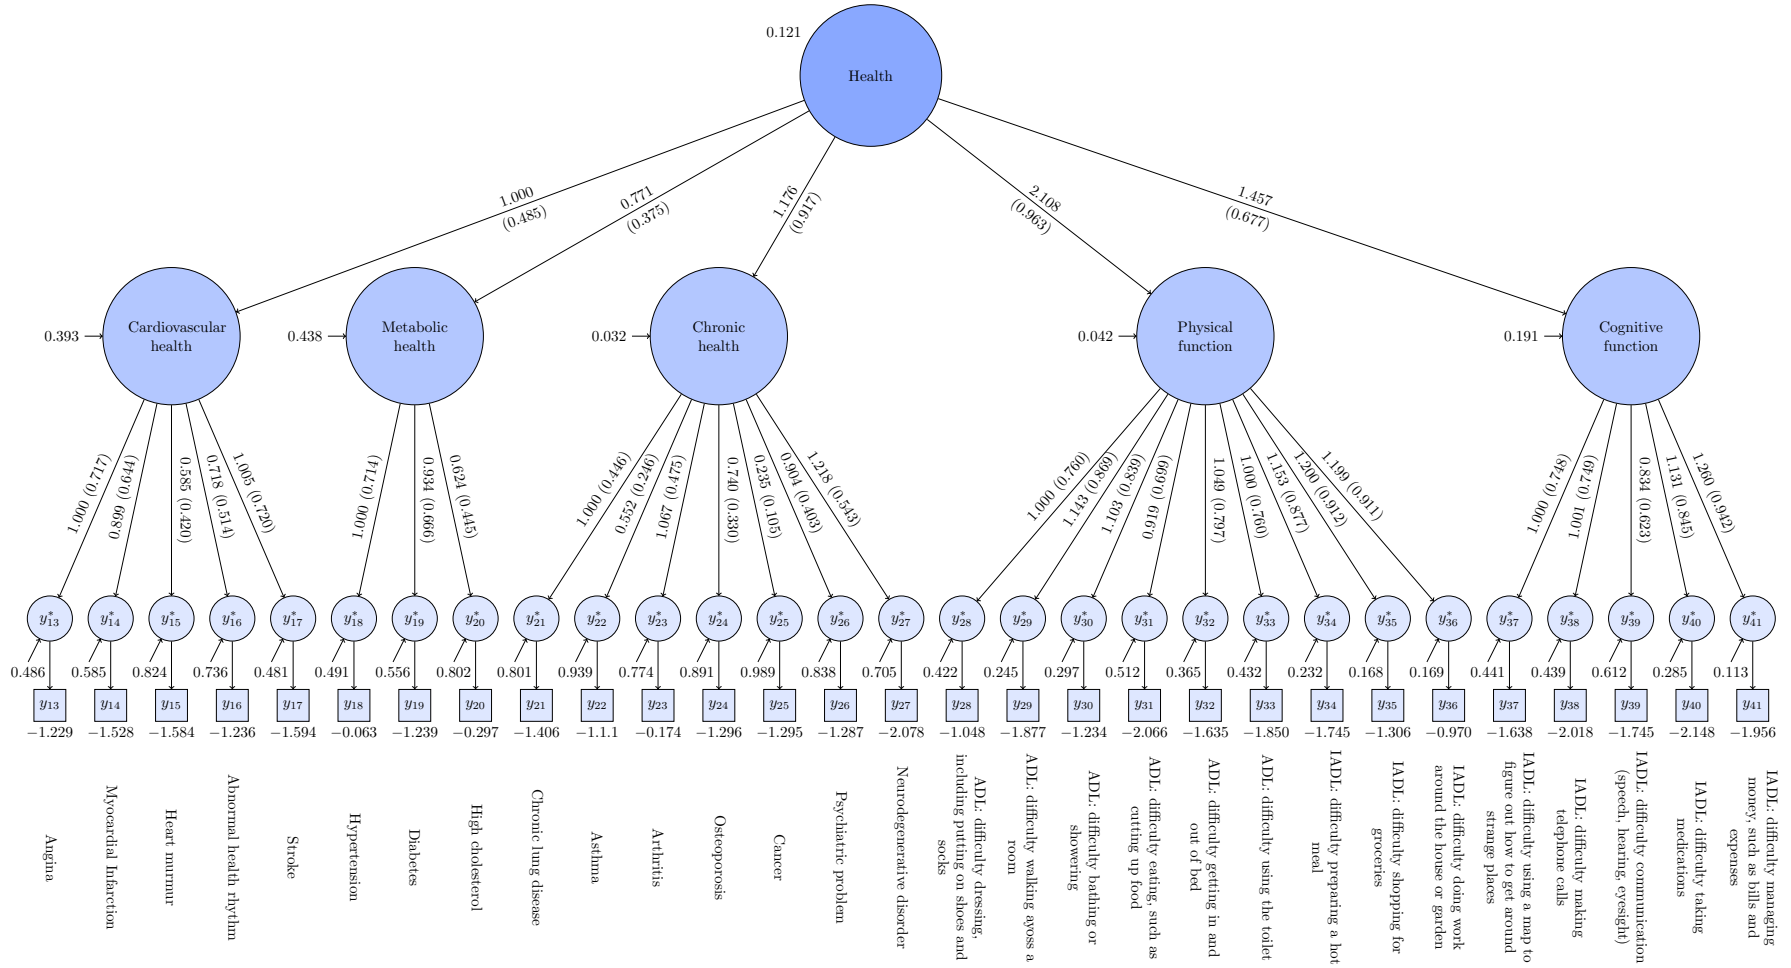 0.121
Health
1.000
(0.485)
0.771
(0.375)
1.176
(0.917)
2.108
(0.963)
1.457
(0.677)
0.393
Cardiovascular
health
0.438
Metabolic
health
0.032
Chronic
health
0.042
Physical
function
0.191
Cognitive
function
1.000 (0.717)
0.899 (0.644)
0.585 (0.420)
0.718 (0.514)
1.005 (0.720)
1.000 (0.714)
0.934 (0.666)
0.624 (0.445)
1.000 (0.446)
0.552 (0.246)
1.067 (0.475)
0.740 (0.330)
0.235 (0.105)
0.904 (0.403)
1.218 (0.543)
1.000 (0.760)
1.143 (0.869)
1.103 (0.839)
0.919 (0.699)
1.049 (0.797)
1.000 (0.760)
1.153 (0.877)
1.200 (0.912)
1.199 (0.911)
1.000 (0.748)
1.001 (0.749)
0.834 (0.623)
1.131 (0.845)
1.260 (0.942)
y*13 y*14 y*15 y*16 y*17 y*18 y*19 y*20 y*21 y*22 y*23 y*24 y*25 y*26 y*27 y*28 y*29 y*30 y*31 y*32 y*33 y*34 y*35 y*36 y*37 y*38 y*39 y*40 y*41
0.486 0.585 0.824 0.736 0.481 0.491 0.556 0.802 0.801 0.939 0.774 0.891 0.989 0.838 0.705 0.422 0.245 0.297 0.512 0.365 0.432 0.232 0.168 0.169 0.441 0.439 0.612 0.285 0.113
y13 y14 y15 y16 y17 y18 y19 y20 y21 y22 y23 y24 y25 y26 y27 y28 y29 y30 y31 y32 y33 y34 y35 y36 y37 y38 y39 y40 y41
−1.229 −1.528 −1.584 −1.236 −1.594 −0.063 −1.239 −0.297 −1.406 −1.1.1 −0.174 −1.296 −1.295 −1.287 −2.078 −1.048 −1.877 −1.234 −2.066 −1.635 −1.850 −1.745 −1.306 −0.970 −1.638 −2.018 −1.745 −2.148 −1.956
Angina
Myocardial Infarction
Heart murmur
Abnormal health rhythm
Stroke
Hypertension
Diabetes
High cholesterol
Chronic lung disease
Asthma
Arthritis
Osteoporosis
Cancer
Psychiatric problem
Neurodegenerative disorder
ADL: difficulty dressing,
including putting on shoes and
socks
ADL: difficulty walking ayoss a
room
ADL: difficulty bathing or
showering
ADL: difficulty eating, such as
cutting up food
ADL: difficulty getting in and
out of bed
ADL: difficulty using the toilet
IADL: difficulty preparing a hot
meal
IADL: difficulty shopping for
groceries
IADL: difficulty doing work
around the house or garden
IADL: difficulty using a map to
figure out how to get around
strange places
IADL: difficulty making
telephone calls
IADL: difficulty communication
(speech, hearing, eyesight)
IADL: difficulty taking
medications
IADL: difficulty managing
money, such as bills and
expenses